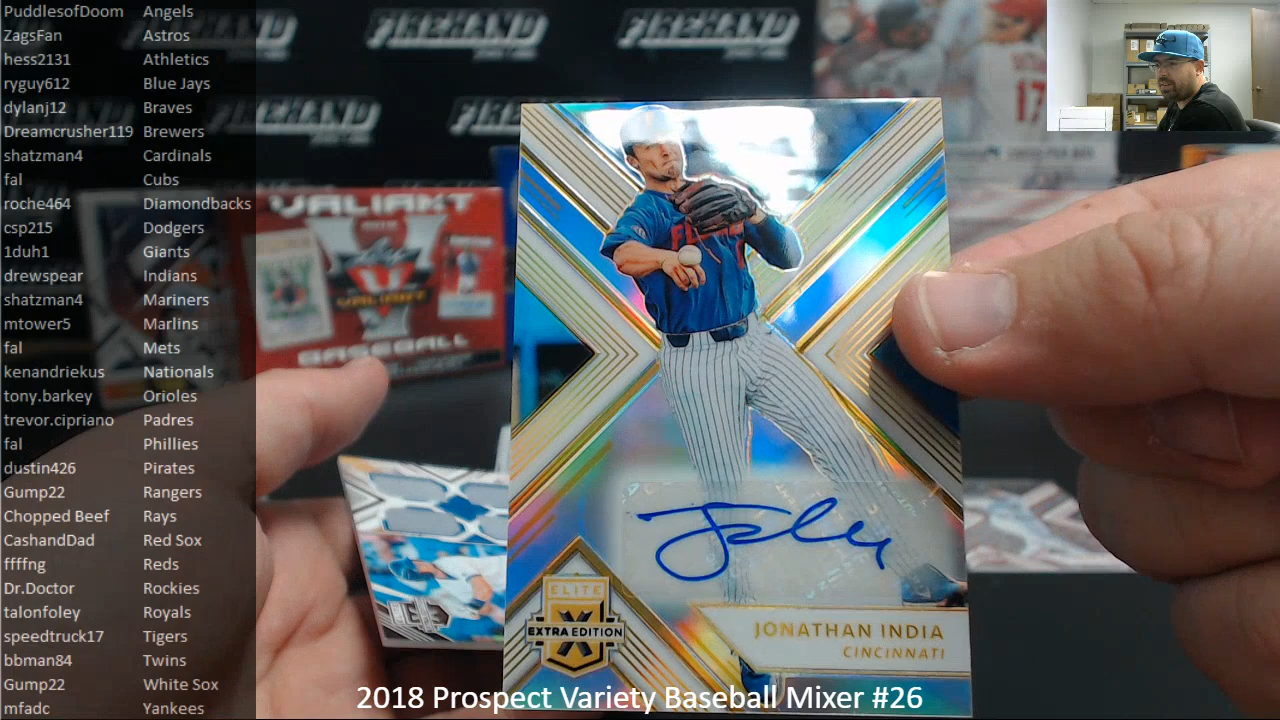 PuddlesofDoom Angels
ZagsFan Astros
hess2131 Athletics
ryguy612 Blue Jays
dylanj12 Braves
Dreamcrusher119 Brewers
shatzman4 Cardinals
fal Cubs
roche464 Diamondbacks
csp215 Dodgers
1duh1 Giants
drewspear Indians
shatzman4 Mariners
mtower5 Marlins
fal Mets
kenandriekus Nationals
tony.barkey Orioles
trevor.cipriano Padres
fal Phillies
dustin426 Pirates
Gump22 Rangers
Chopped Beef Rays
CashandDad Red Sox
ffffng Reds
Dr.Doctor Rockies
talonfoley Royals
speedtruck17 Tigers
bbman84 Twins
Gump22 White Sox
mfadc Yankees
FIREHAND FIREHAND
FIREHAND
17
VALIANT
VALIANT
BASEBALL
ELITE
EXTRA EDITION
JONATHAN INDIA
CINCINNATI
2018 Prospect Variety Baseball Mixer #26